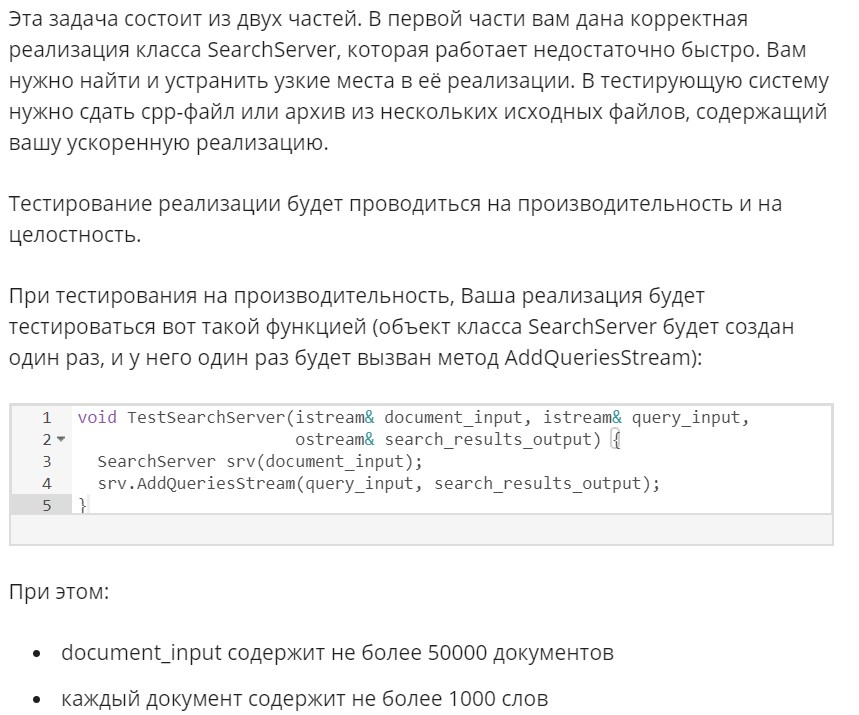 Эта задача состоит из двух частей. В первой части вам дана корректная
реализация класса SearchServer, которая работает недостаточно быстро. Вам
нужно найти и устранить узкие места в её реализации. В тестирующую систему
нужно сдать cpp-файл или архив из нескольких исходных файлов, содержащий
вашу ускоренную реализацию.
Тестирование реализации будет проводиться на производительность и на
целостность.
При тестирования на производительность, Ваша реализация будет
тестироваться вот такой функцией (объект класса SearchServer будет создан
один раз, и у него один раз будет вызван метод AddQueriesStream):
1 void TestSearchServer(istream& document_input, istream& query_input,
2 ostream& search_results_output) {
3 SearchServer srv(document_input);
4 srv.AddQueriesStream(query_input, search_results_output);
5 }
При этом:
• document_input содержит не более 50000 документов
• каждый документ содержит не более 1000 слов